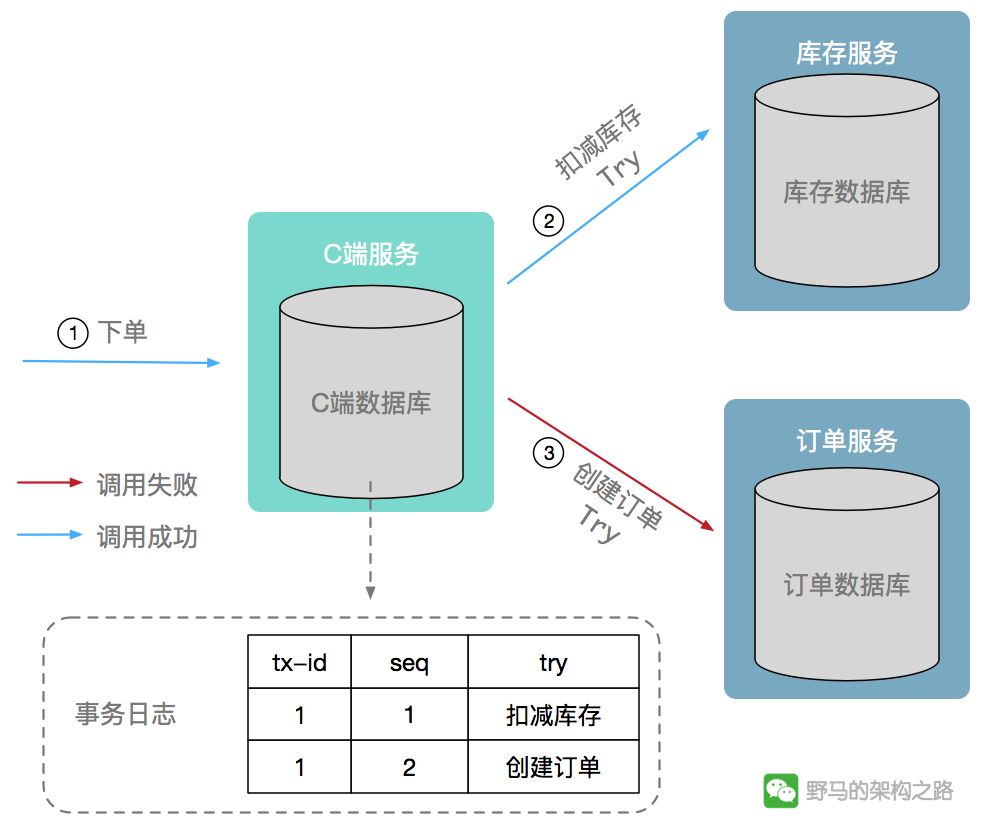 库存服务
扣减库存
Try
库存数据库
②
C端服务
① 下单
C端数据库
订单服务
③
创建订单
Try
调用失败
调用成功
订单数据库
tx-id seq try
事务日志
1 1 扣减库存
1 2 创建订单
野马的架构之路